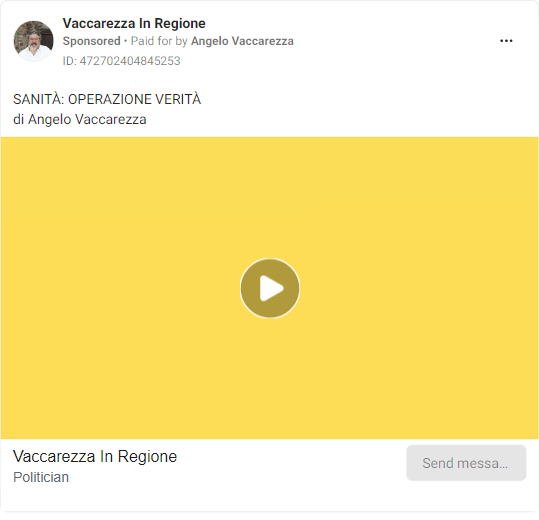 Vaccarezza In Regione
Sponsored • Paid for by Angelo Vaccarezza
ID: 472702404845253
SANITÀ: OPERAZIONE VERITÀ
di Angelo Vaccarezza
Vaccarezza In Regione
Politician
Send messa...